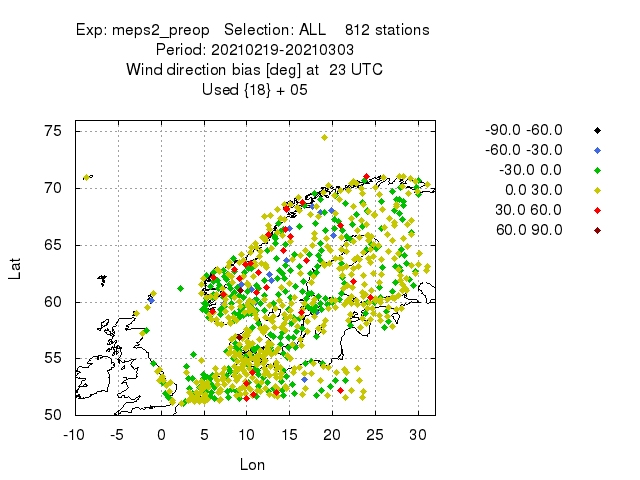 Exp: meps2_preop   Selection: ALL    812 stations
Period: 20210219-20210303
Wind direction bias [deg] at  23 UTC
Used {18} + 05
-90.0 -60.0
-60.0 -30.0
-30.0 0.0
0.0 30.0
30.0 60.0
60.0 90.0
75
70
65
60
55
50
Lat
-10 -5 0 5 10 15 20 25 30
Lon